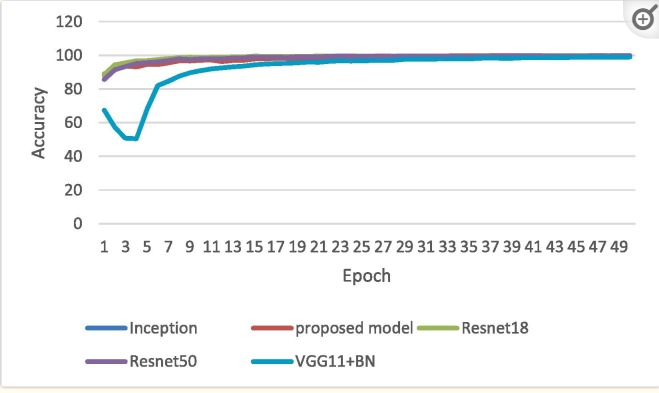 120
100
80
60
40
20
0
Accuracy
1 3 5 7 9 11 13 15 17 19 21 23 25 27 29 31 33 35 37 39 41 43 45 47 49
Epoch
Inception proposed model Resnet18
Resnet50 VGG11+BN